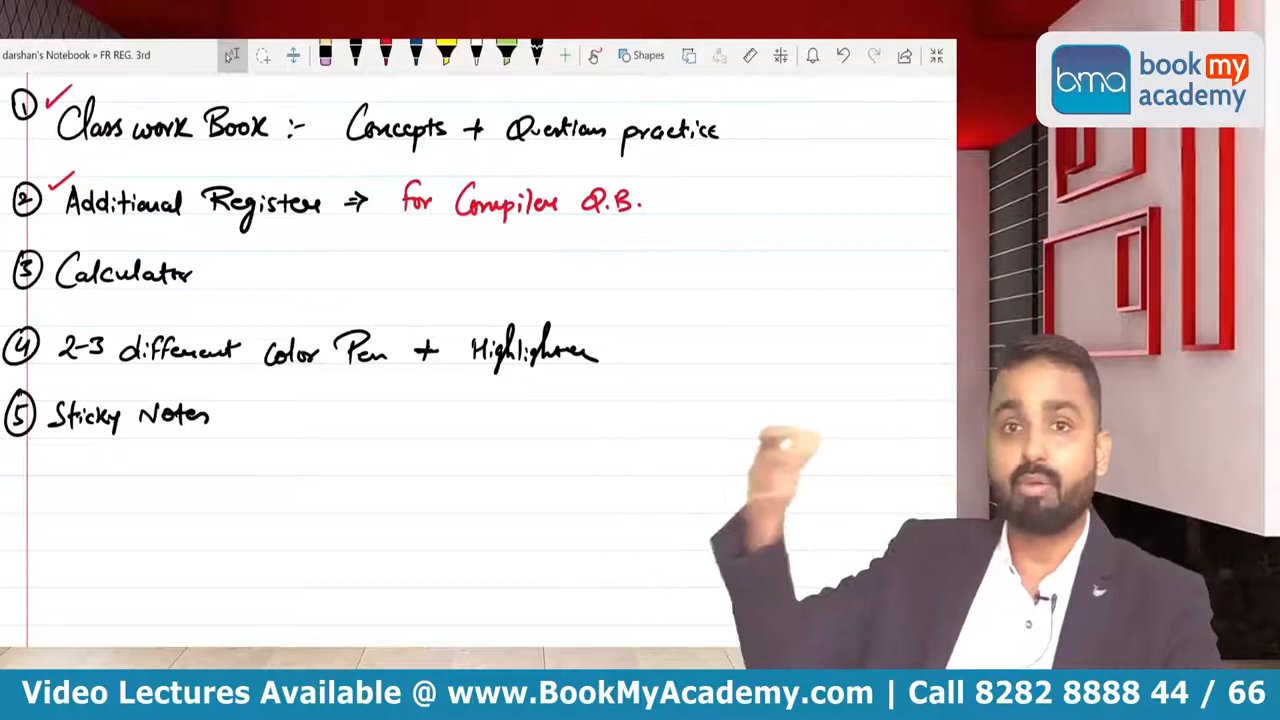 darshan's Notebook » FR REG. 3rd
Shapes
book my
academy
bma
① Class work Book :- Concepts + Question practice
② Additional Register ⇒ for Compiler Q.B.
③ Calculator
④ 2-3 different color Pen + Highlighter
⑤ Sticky Notes
Video Lectures Available @ www.BookMyAcademy.com | Call 8282 8888 44 / 66